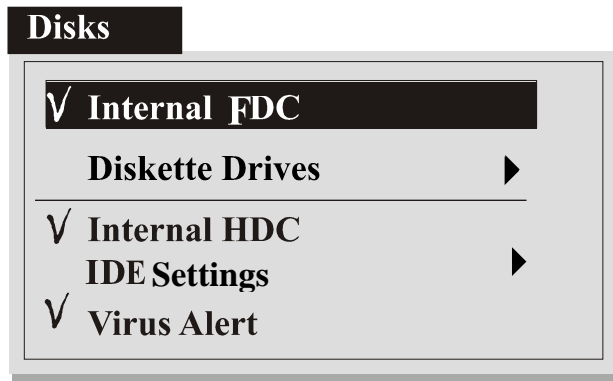 Disks
√ Internal FDC
Diskette Drives ▶
√ Internal HDC
IDE Settings ▶
√ Virus Alert